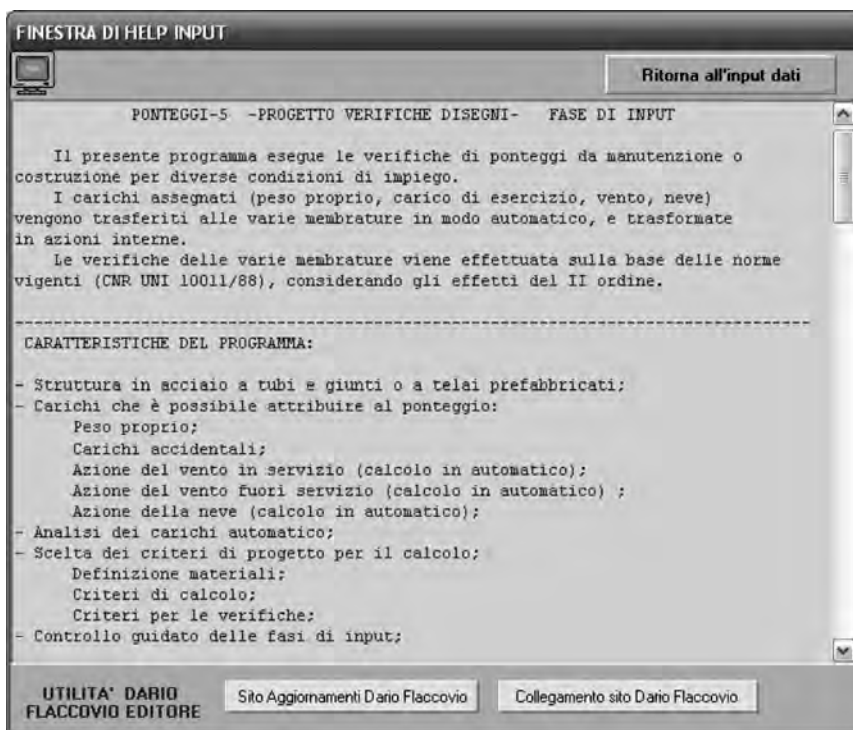 FINESTRA DI HELP INPUT
Ritorna all'input dati
PONTEGGI-5 -PROGETTO VERIFICHE DISEGNI- FASE DI INPUT
Il presente programma esegue le verifiche di ponteggi da manutenzione o
costruzione per diverse condizioni di impiego.
I carichi assegnati (peso proprio, carico di esercizio, vento, neve)
vengono trasferiti alle varie membrature in modo automatico, e trasformate
in azioni interne.
Le verifiche delle varie membrature viene effettuata sulla base delle norme
vigenti (CNR UNI 10011/88), considerando gli effetti del II ordine.
--------------------------------------------------------------------------------
CARATTERISTICHE DEL PROGRAMMA:
- Struttura in acciaio a tubi e giunti o a telai prefabbricati;
- Carichi che è possibile attribuire al ponteggio:
Peso proprio;
Carichi accidentali;
Azione del vento in servizio (calcolo in automatico);
Azione del vento fuori servizio (calcolo in automatico) ;
Azione della neve (calcolo in automatico);
- Analisi dei carichi automatico;
- Scelta dei criteri di progetto per il calcolo;
Definizione materiali;
Criteri di calcolo;
Criteri per le verifiche;
- Controllo guidato delle fasi di input;
UTILITA' DARIO
FLACCOVIO EDITORE
Sito Aggiornamenti Dario Flaccovio
Collegamento sito Dario Flaccovio